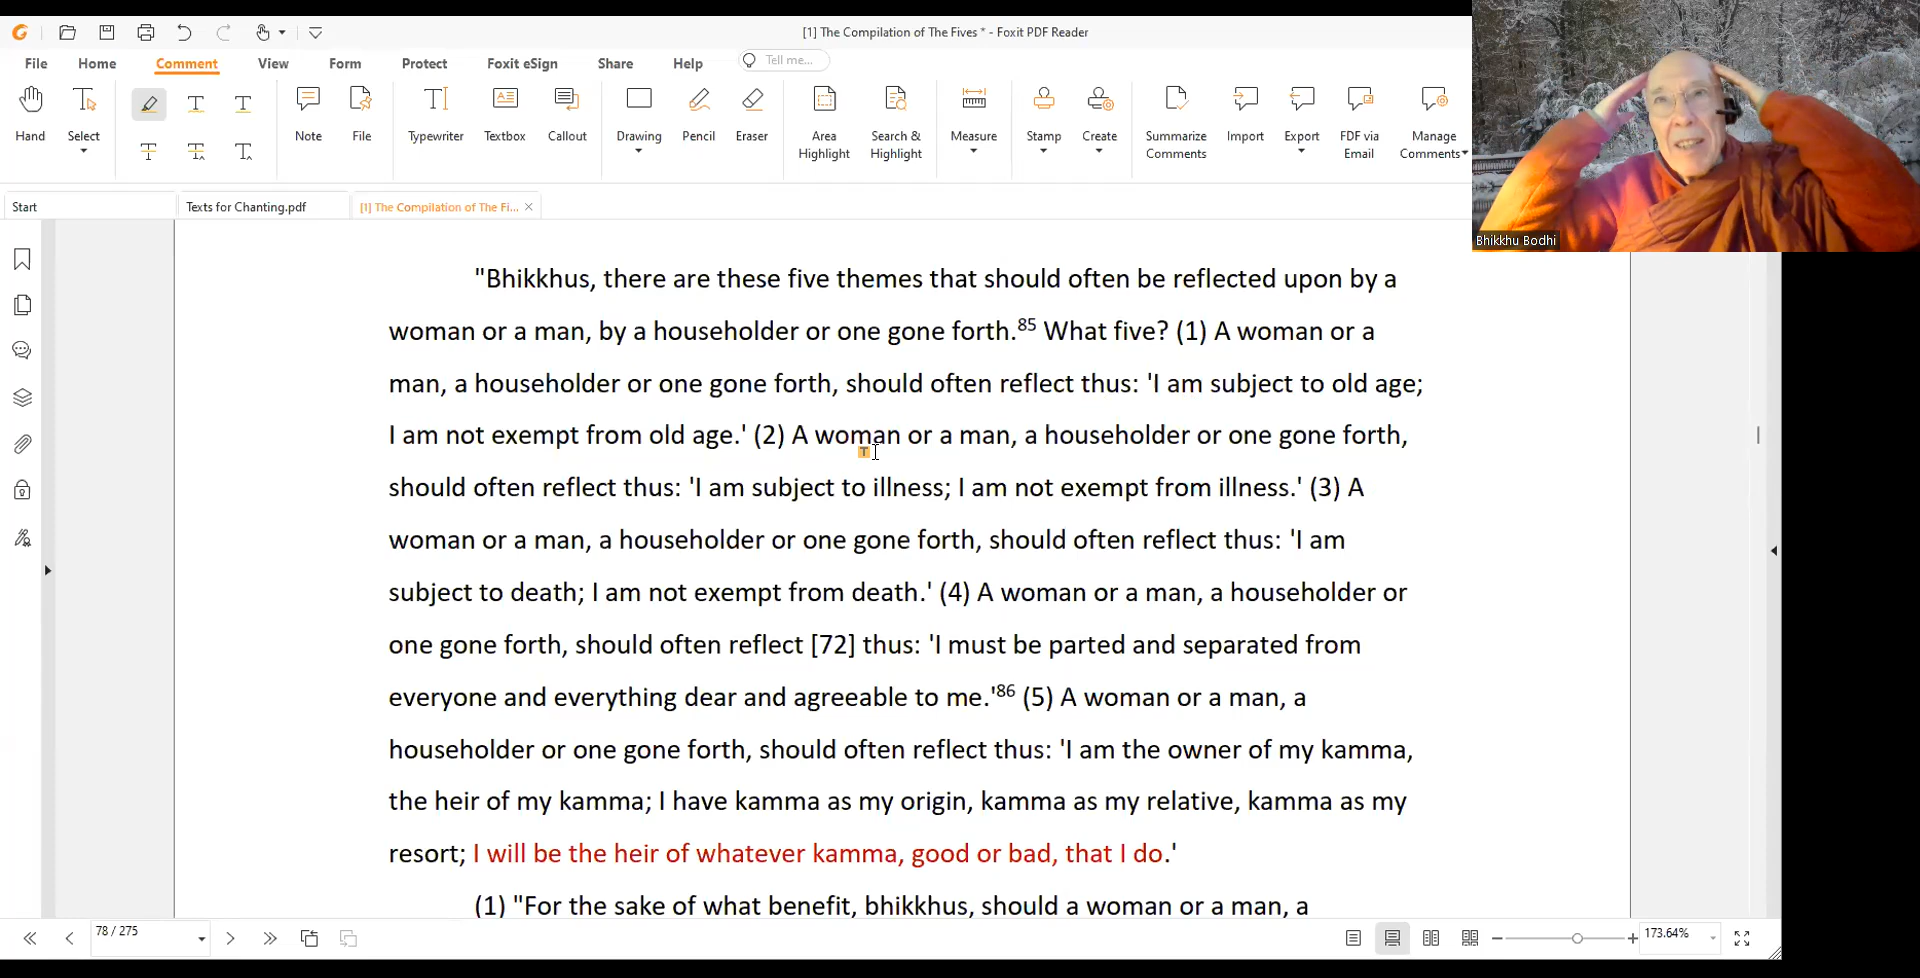 [1] The Compilation of The Fives * - Foxit PDF Reader
File Home Comment View Form Protect Foxit eSign Share Help Tell me...
Hand Select Note File Typewriter Textbox Callout Drawing Pencil Eraser Area Highlight Search & Highlight Measure Stamp Create Summarize Comments Import Export FDF via Email Manage Comments
Bhikkhu Bodhi
Start Texts for Chanting.pdf [1] The Compilation of The Fi...
"Bhikkhus, there are these five themes that should often be reflected upon by a
woman or a man, by a householder or one gone forth.85 What five? (1) A woman or a
man, a householder or one gone forth, should often reflect thus: 'I am subject to old age;
I am not exempt from old age.' (2) A woman or a man, a householder or one gone forth,
should often reflect thus: 'I am subject to illness; I am not exempt from illness.' (3) A
woman or a man, a householder or one gone forth, should often reflect thus: 'I am
subject to death; I am not exempt from death.' (4) A woman or a man, a householder or
one gone forth, should often reflect [72] thus: 'I must be parted and separated from
everyone and everything dear and agreeable to me.'86 (5) A woman or a man, a
householder or one gone forth, should often reflect thus: 'I am the owner of my kamma,
the heir of my kamma; I have kamma as my origin, kamma as my relative, kamma as my
resort; I will be the heir of whatever kamma, good or bad, that I do.'
(1) "For the sake of what benefit, bhikkhus, should a woman or a man, a
78 / 275 173.64%